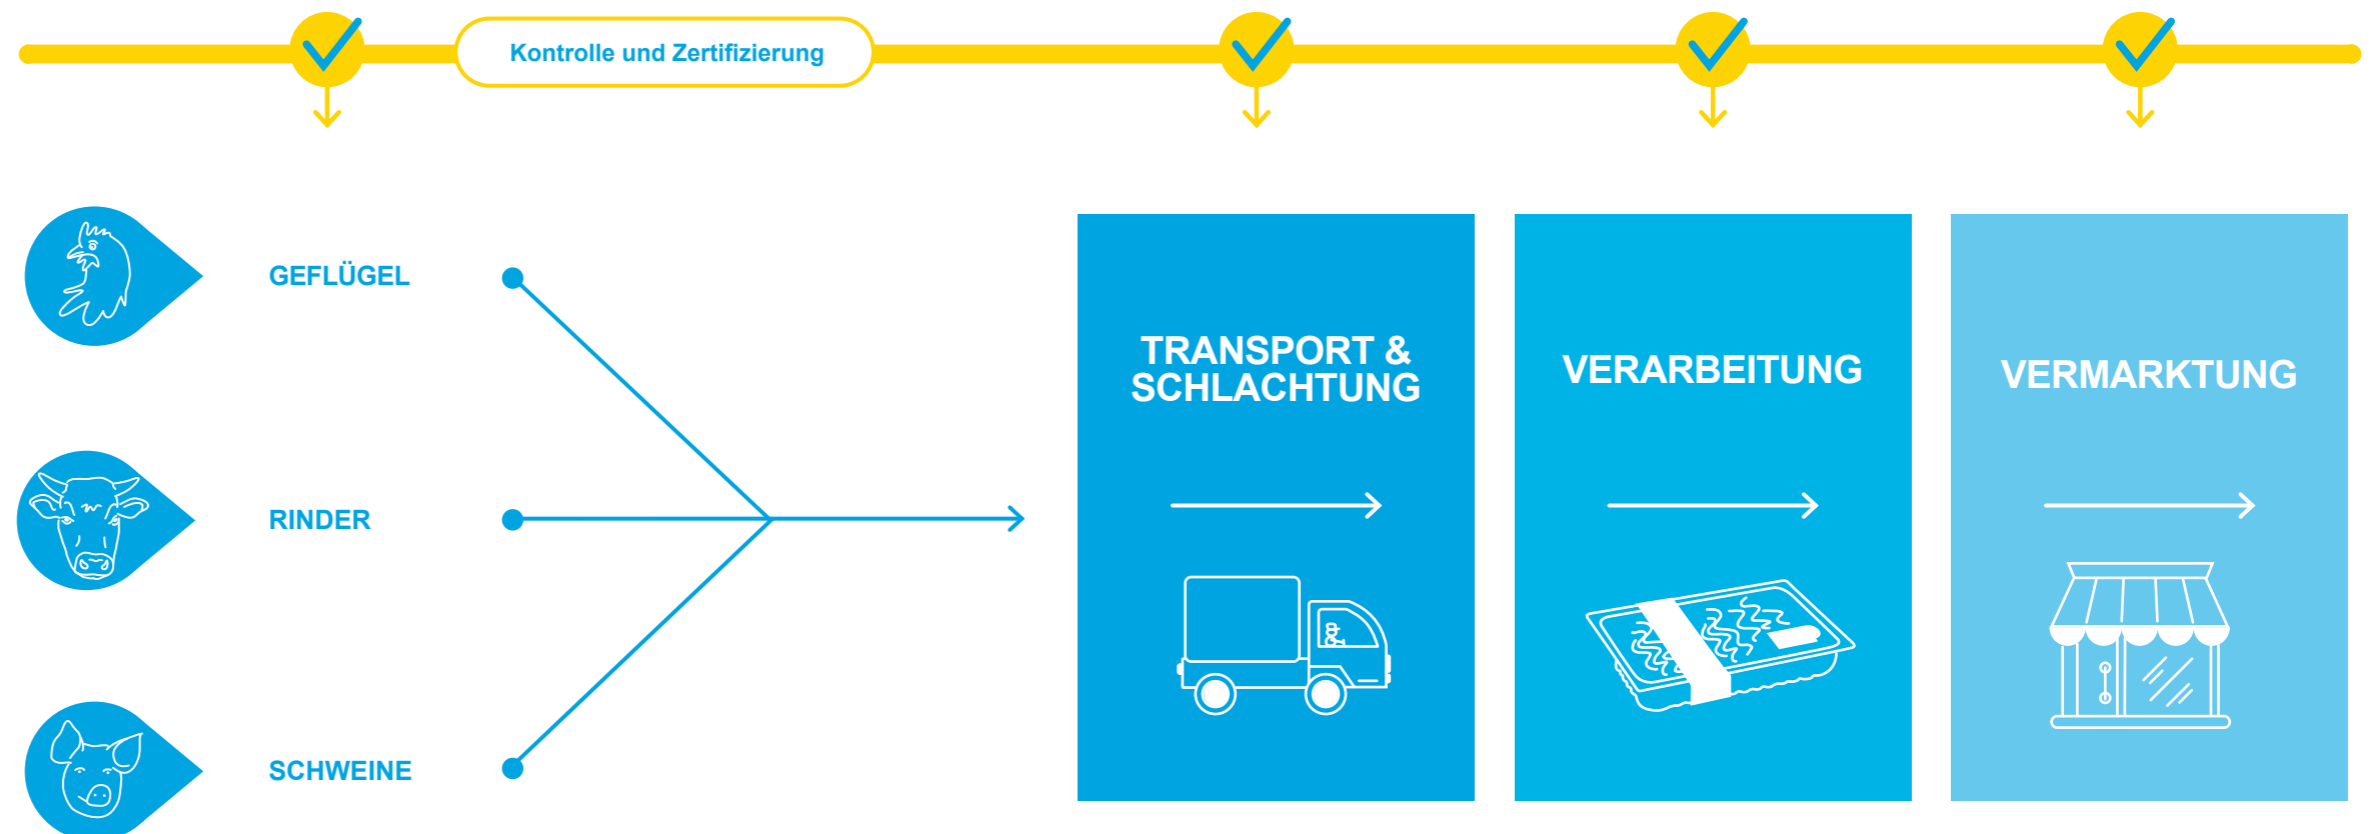 Kontrolle und Zertifizierung
GEFLÜGEL
RINDER
SCHWEINE
TRANSPORT &
SCHLACHTUNG
VERARBEITUNG
VERMARKTUNG